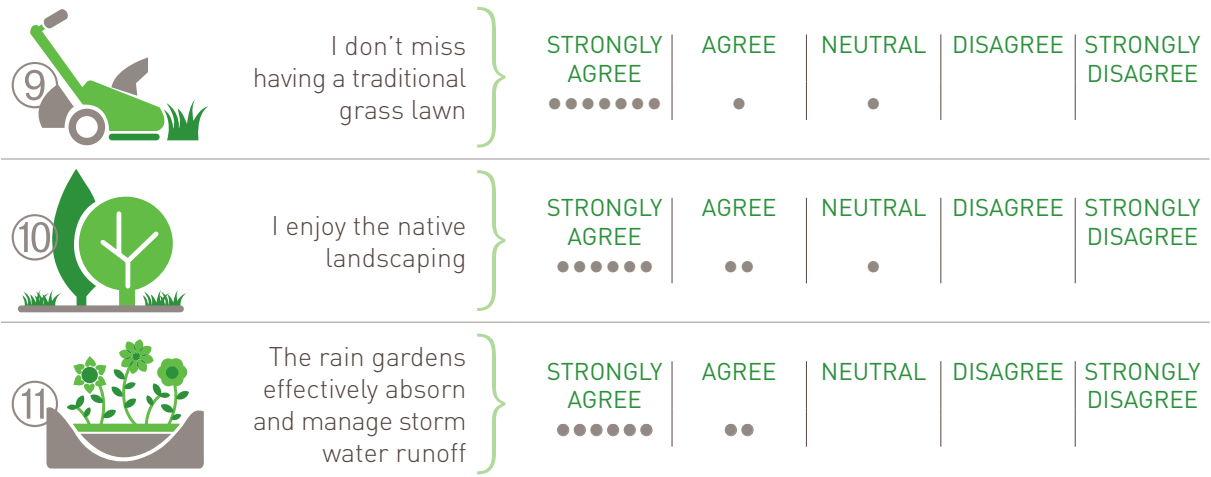 9
I don't miss
having a traditional
grass lawn
STRONGLY AGREE NEUTRAL DISAGREE STRONGLY
AGREE DISAGREE
10
I enjoy the native
landscaping
STRONGLY AGREE NEUTRAL DISAGREE STRONGLY
AGREE DISAGREE
11
The rain gardens
effectively absorn
and manage storm
water runoff
STRONGLY AGREE NEUTRAL DISAGREE STRONGLY
AGREE DISAGREE